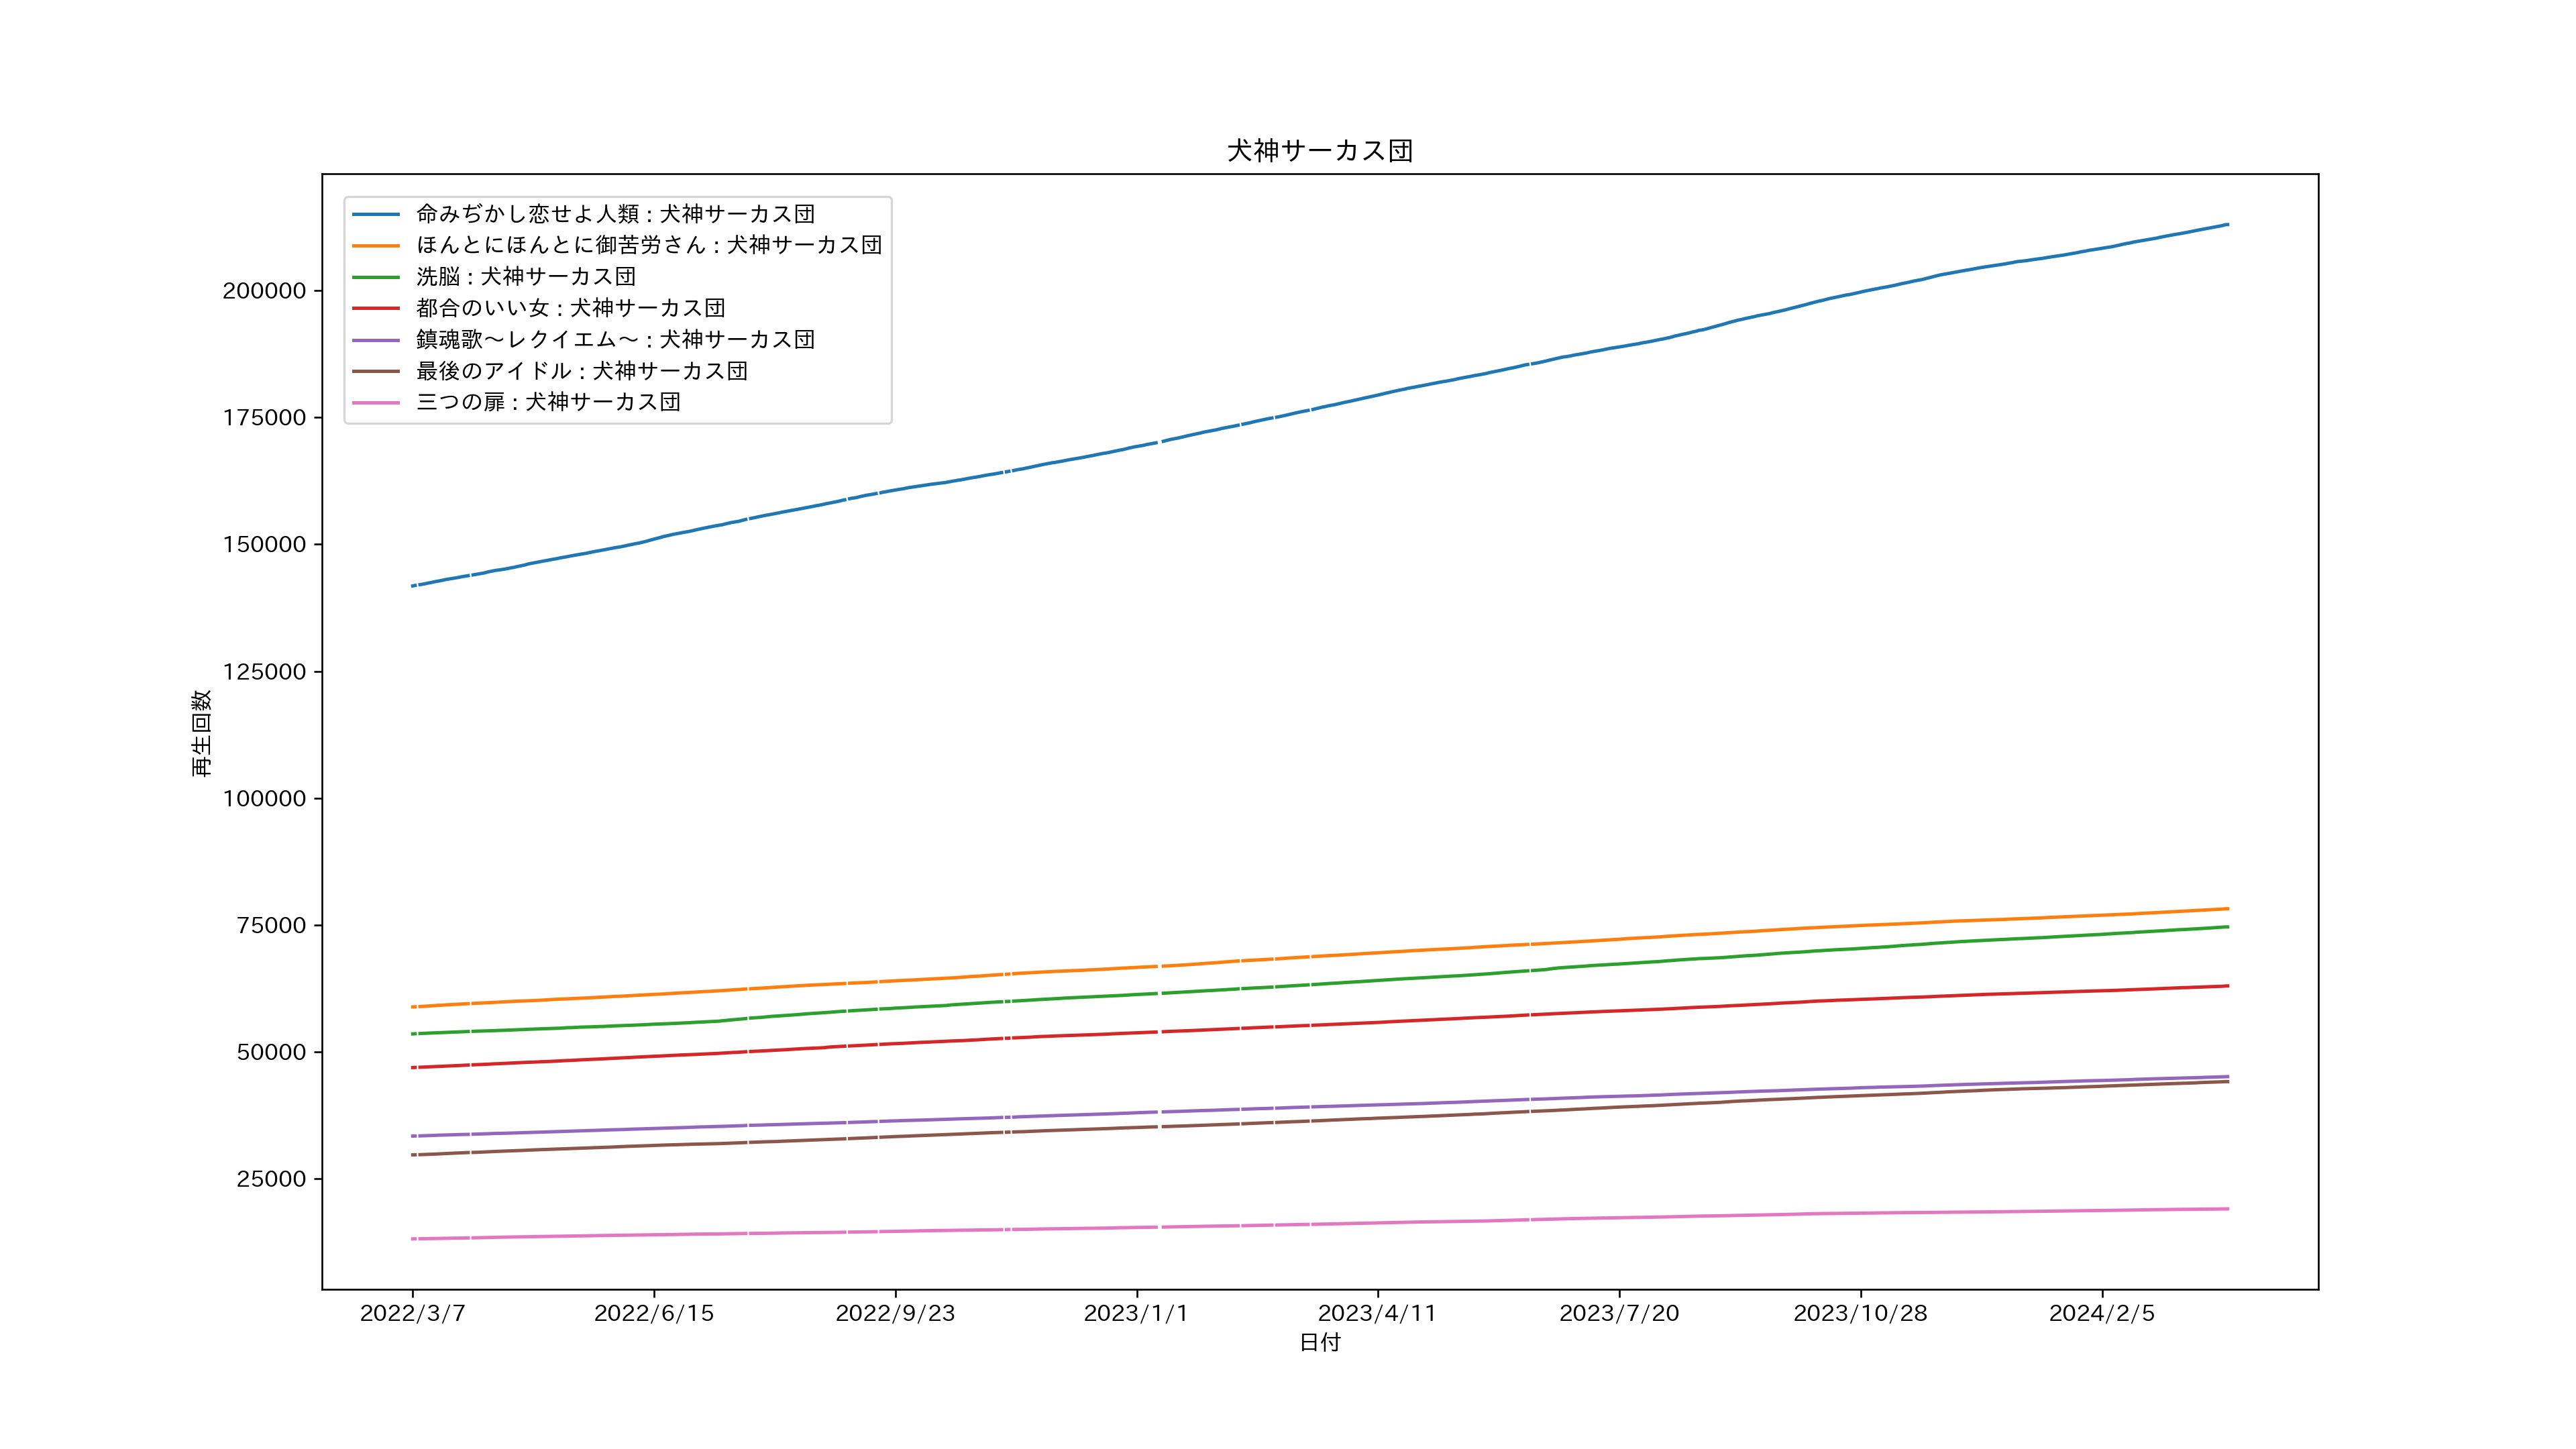 犬神サーカス団
命みぢかし恋せよ人類 : 犬神サーカス団
ほんとにほんとに御苦労さん : 犬神サーカス団
洗脳 : 犬神サーカス団
都合のいい女 : 犬神サーカス団
鎮魂歌～レクイエム～ : 犬神サーカス団
最後のアイドル : 犬神サーカス団
三つの扉 : 犬神サーカス団
200000
175000
150000
125000
100000
75000
50000
25000
再生回数
2022/3/7
2022/6/15
2022/9/23
2023/1/1
2023/4/11
2023/7/20
2023/10/28
2024/2/5
日付